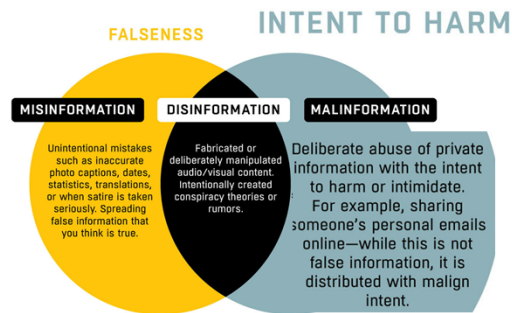 FALSENESS
INTENT TO HARM
MISINFORMATION
Unintentional mistakes
such as inaccurate
photo captions, dates,
statistics, translations,
or when satire is taken
seriously. Spreading
false information that
you think is true.
DISINFORMATION
Fabricated or
deliberately manipulated
audio/visual content.
Intentionally created
conspiracy theories or
rumors.
MALINFORMATION
Deliberate abuse of private
information with the intent
to harm or intimidate.
For example, sharing
someone's personal emails
online—while this is not
false information, it is
distributed with malign
intent.